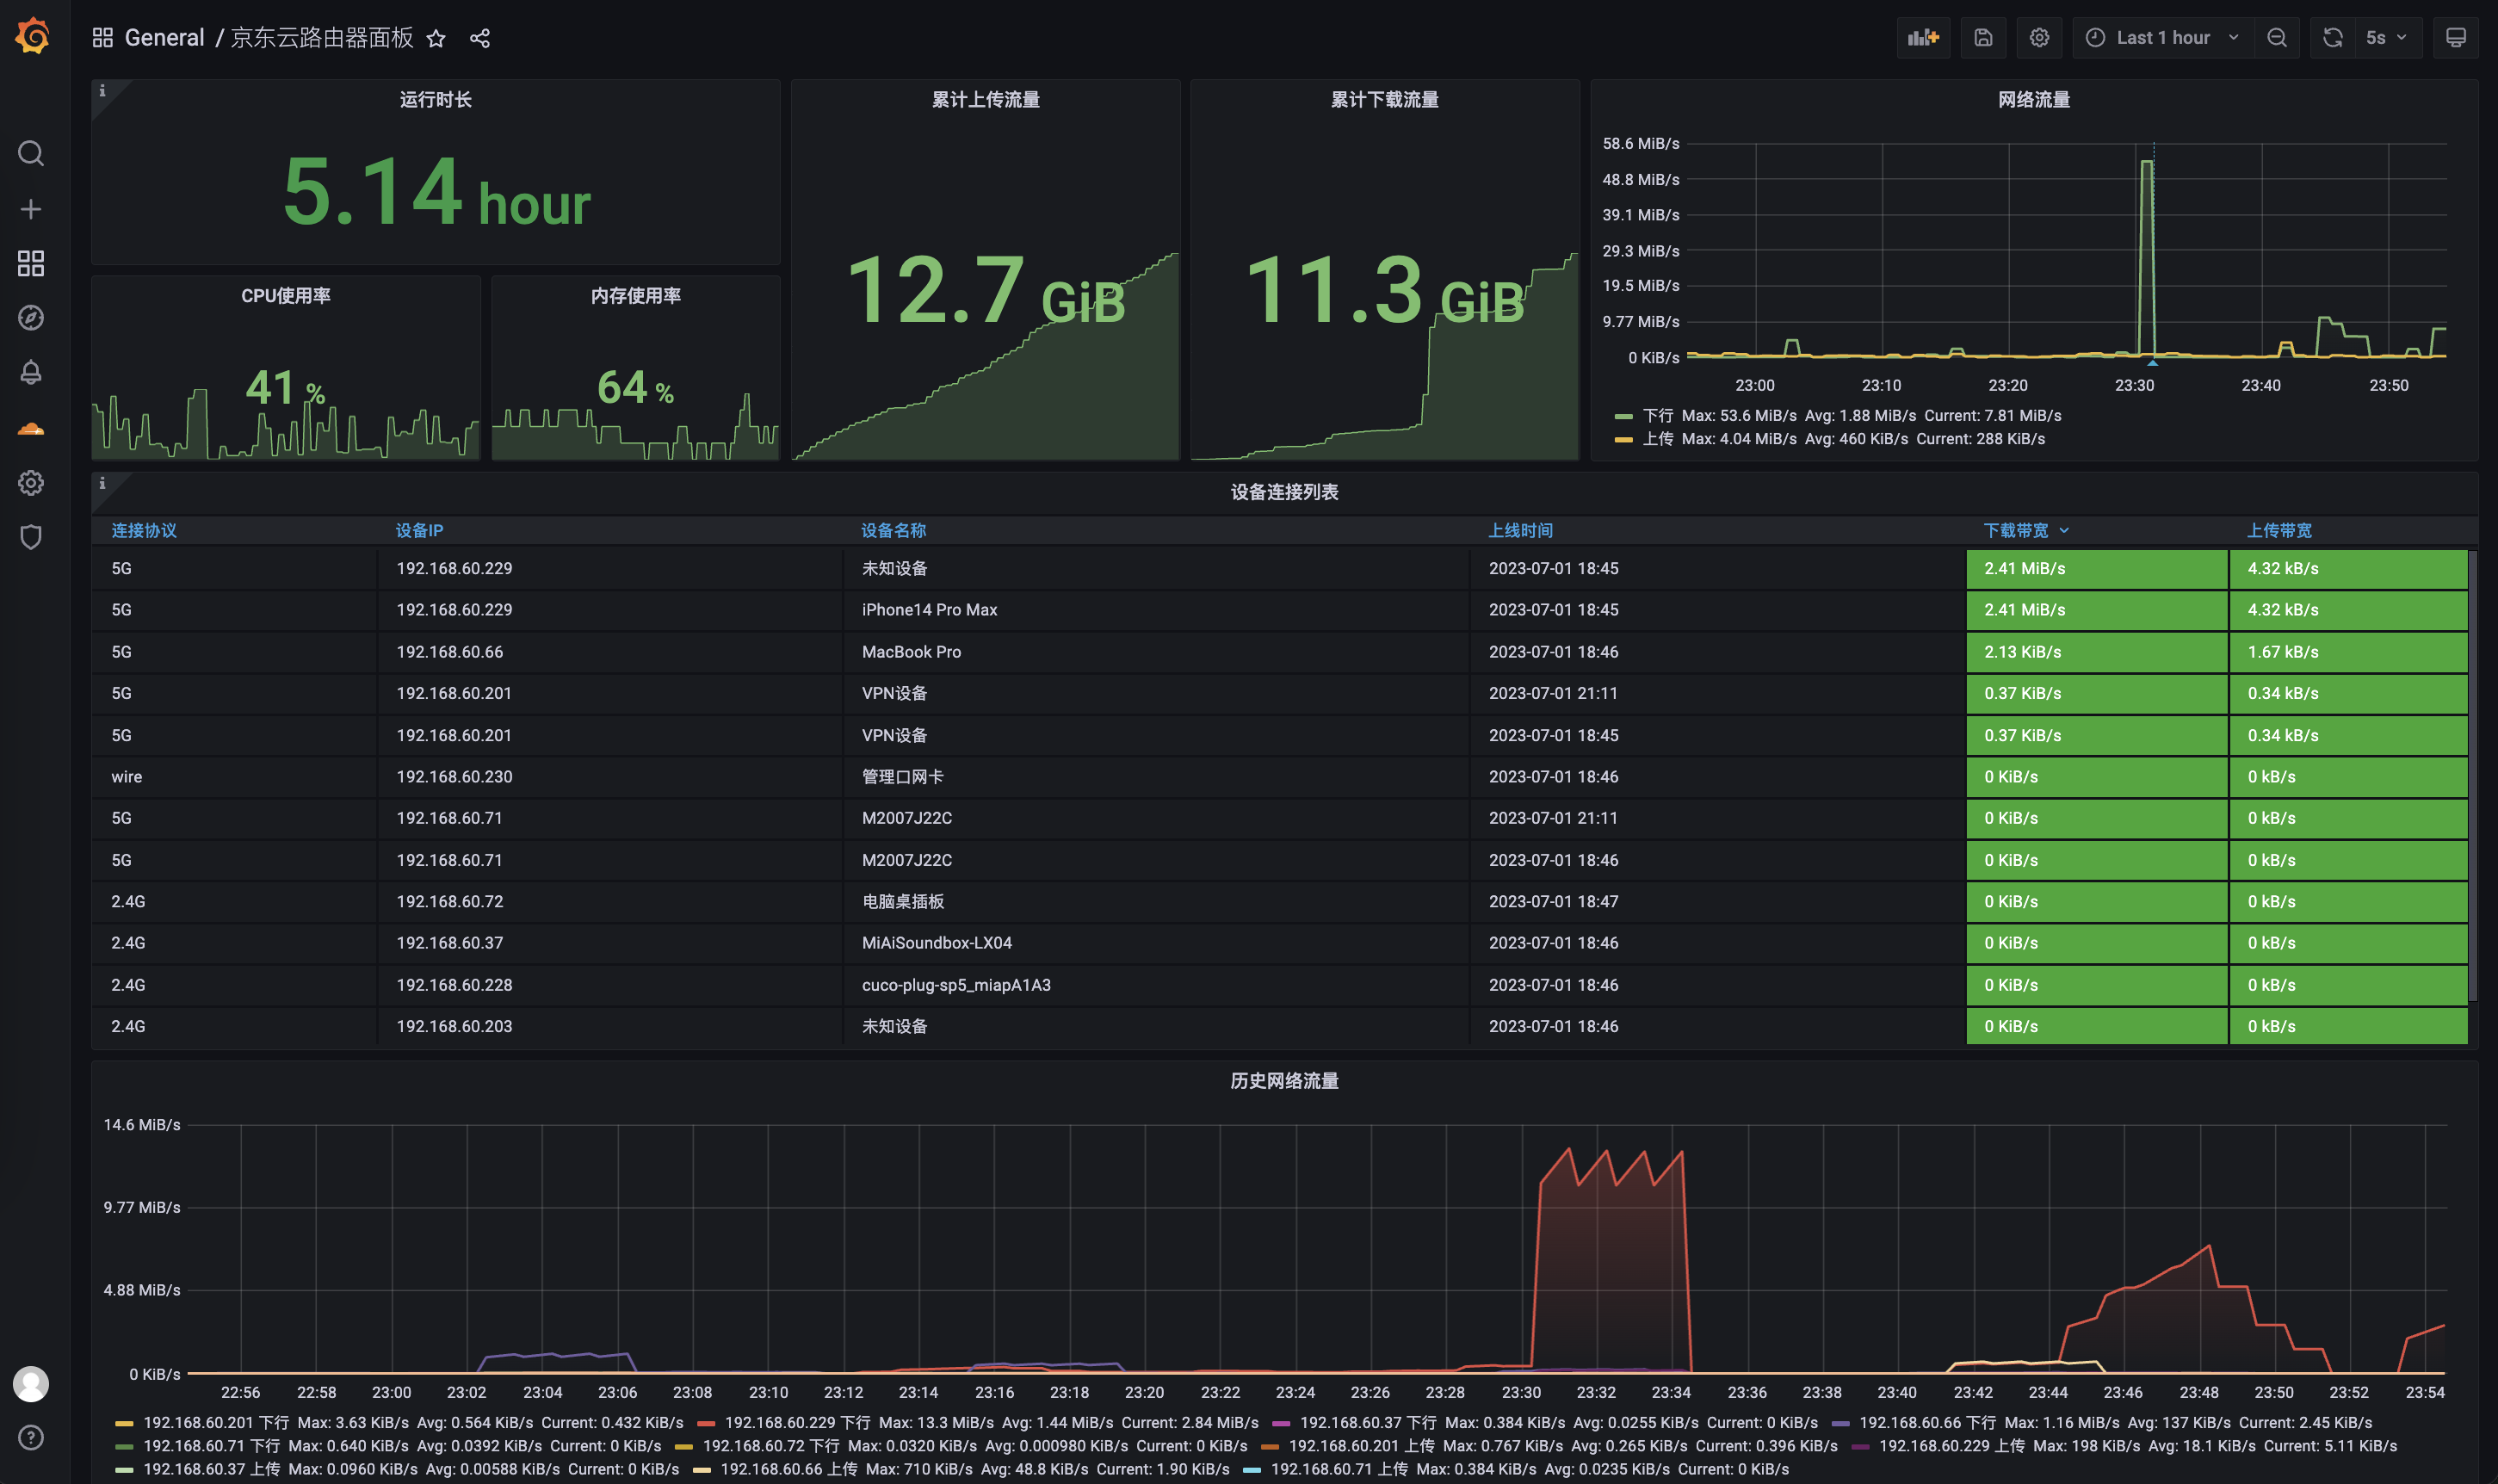 General / 京东云路由器面板
Last 1 hour
5s
运行时长
5.14 hour
CPU使用率
41 %
内存使用率
64 %
累计上传流量
12.7 GiB
累计下载流量
11.3 GiB
网络流量
58.6 MiB/s
48.8 MiB/s
39.1 MiB/s
29.3 MiB/s
19.5 MiB/s
9.77 MiB/s
0 KiB/s
23:00 23:10 23:20 23:30 23:40 23:50
下行 Max: 53.6 MiB/s Avg: 1.88 MiB/s Current: 7.81 MiB/s
上传 Max: 4.04 MiB/s Avg: 460 KiB/s Current: 288 KiB/s
设备连接列表
连接协议 设备IP 设备名称 上线时间 下载带宽 上传带宽
5G 192.168.60.229 未知设备 2023-07-01 18:45 2.41 MiB/s 4.32 kB/s
5G 192.168.60.229 iPhone14 Pro Max 2023-07-01 18:45 2.41 MiB/s 4.32 kB/s
5G 192.168.60.66 MacBook Pro 2023-07-01 18:46 2.13 KiB/s 1.67 kB/s
5G 192.168.60.201 VPN设备 2023-07-01 21:11 0.37 KiB/s 0.34 kB/s
5G 192.168.60.201 VPN设备 2023-07-01 18:45 0.37 KiB/s 0.34 kB/s
wire 192.168.60.230 管理口网卡 2023-07-01 18:46 0 KiB/s 0 kB/s
5G 192.168.60.71 M2007J22C 2023-07-01 21:11 0 KiB/s 0 kB/s
5G 192.168.60.71 M2007J22C 2023-07-01 18:46 0 KiB/s 0 kB/s
2.4G 192.168.60.72 电脑桌插板 2023-07-01 18:47 0 KiB/s 0 kB/s
2.4G 192.168.60.37 MiAiSoundbox-LX04 2023-07-01 18:46 0 KiB/s 0 kB/s
2.4G 192.168.60.228 cuco-plug-sp5_miapA1A3 2023-07-01 18:46 0 KiB/s 0 kB/s
2.4G 192.168.60.203 未知设备 2023-07-01 18:46 0 KiB/s 0 kB/s
历史网络流量
14.6 MiB/s
9.77 MiB/s
4.88 MiB/s
0 KiB/s
22:56 22:58 23:00 23:02 23:04 23:06 23:08 23:10 23:12 23:14 23:16 23:18 23:20 23:22 23:24 23:26 23:28 23:30 23:32 23:34 23:36 23:38 23:40 23:42 23:44 23:46 23:48 23:50 23:52 23:54
192.168.60.201 下行 Max: 3.63 KiB/s Avg: 0.564 KiB/s Current: 0.432 KiB/s 192.168.60.229 下行 Max: 13.3 MiB/s Avg: 1.44 MiB/s Current: 2.84 MiB/s 192.168.60.37 下行 Max: 0.384 KiB/s Avg: 0.0255 KiB/s Current: 0 KiB/s 192.168.60.66 下行 Max: 1.16 MiB/s Avg: 137 KiB/s Current: 2.45 KiB/s
192.168.60.71 下行 Max: 0.640 KiB/s Avg: 0.0392 KiB/s Current: 0 KiB/s 192.168.60.72 下行 Max: 0.0320 KiB/s Avg: 0.000980 KiB/s Current: 0 KiB/s 192.168.60.201 上传 Max: 0.767 KiB/s Avg: 0.265 KiB/s Current: 0.396 KiB/s 192.168.60.229 上传 Max: 198 KiB/s Avg: 18.1 KiB/s Current: 5.11 KiB/s
192.168.60.37 上传 Max: 0.0960 KiB/s Avg: 0.00588 KiB/s Current: 0 KiB/s 192.168.60.66 上传 Max: 710 KiB/s Avg: 48.8 KiB/s Current: 1.90 KiB/s 192.168.60.71 上传 Max: 0.384 KiB/s Avg: 0.0235 KiB/s Current: 0 KiB/s